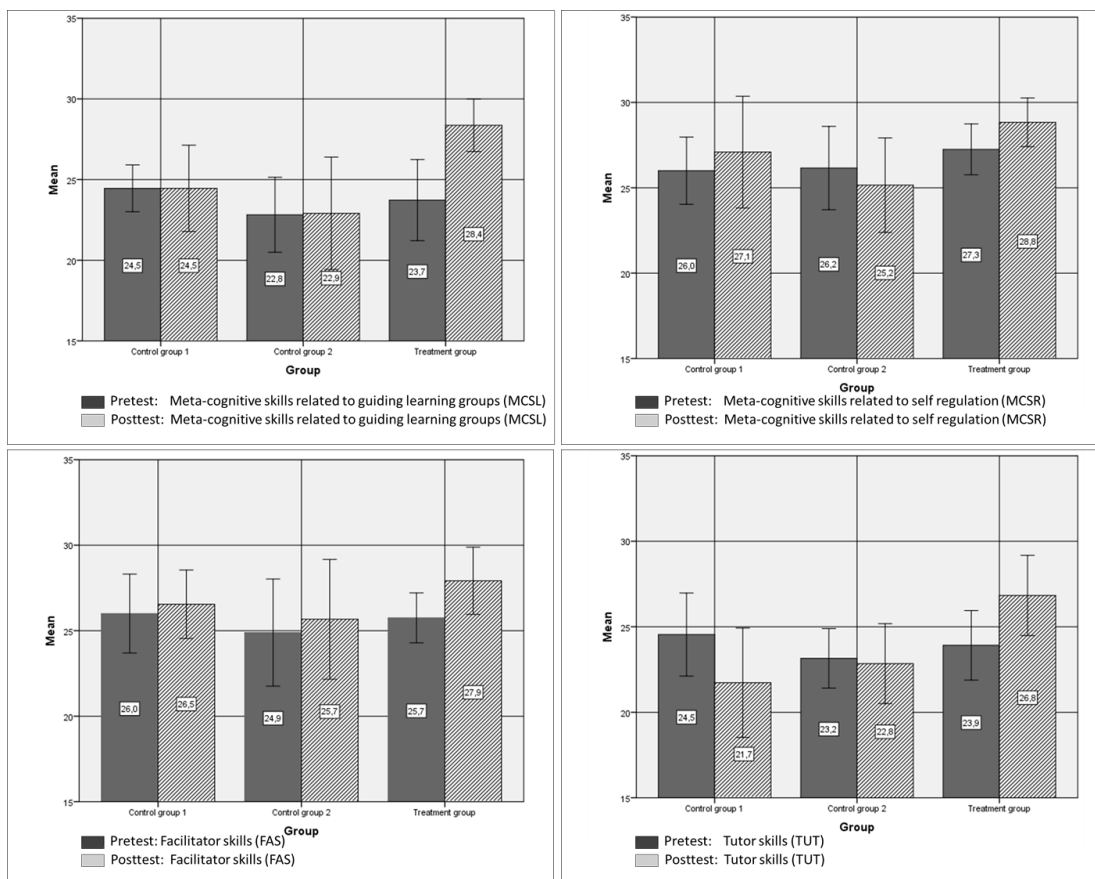 35
30
25
20
15
Mean
24,5
24,5
22,8
22,9
23,7
28,4
Control group 1
Control group 2
Treatment group
Group
Pretest: Meta-cognitive skills related to guiding learning groups (MCSL)
Posttest: Meta-cognitive skills related to guiding learning groups (MCSL)
35
30
25
20
15
Mean
26,0
27,1
26,2
25,2
27,3
28,8
Control group 1
Control group 2
Treatment group
Group
Pretest: Meta-cognitive skills related to self regulation (MCSR)
Posttest: Meta-cognitive skills related to self regulation (MCSR)
35
30
25
20
15
Mean
26,0
26,5
24,9
25,7
25,7
27,9
Control group 1
Control group 2
Treatment group
Group
Pretest: Facilitator skills (FAS)
Posttest: Facilitator skills (FAS)
35
30
25
20
15
Mean
24,5
21,7
23,2
22,8
23,9
26,8
Control group 1
Control group 2
Treatment group
Group
Pretest: Tutor skills (TUT)
Posttest: Tutor skills (TUT)